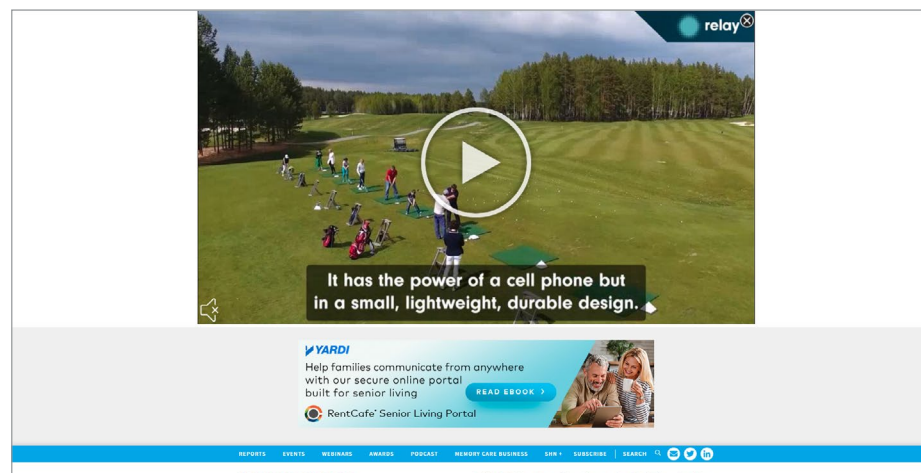 relay
It has the power of a cell phone but
in a small, lightweight, durable design.
YARDI
Help families communicate from anywhere
with our secure online portal
built for senior living
READ EBOOK >
RentCafe® Senior Living Portal
REPORTS EVENTS WEBINARS AWARDS PODCAST MEMORY CARE BUSINESS SHN + SUBSCRIBE | SEARCH in